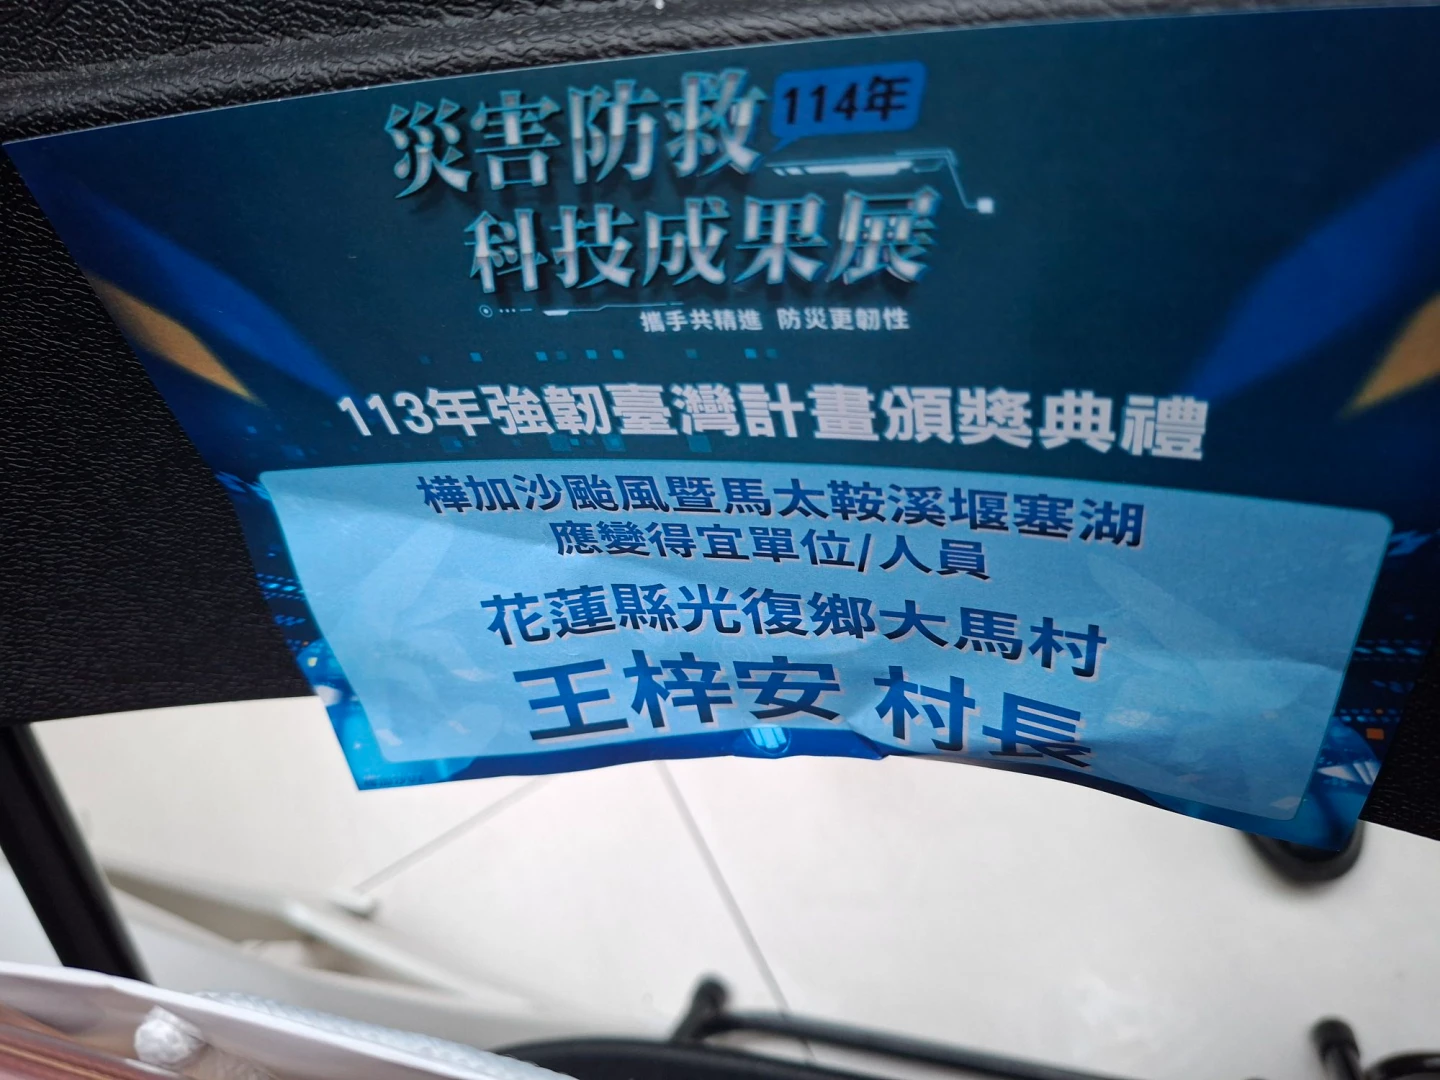 114年
災害防救
科技成果展
攜手共精進 防災更韌性
113年強韌臺灣計畫頒獎典禮
樺加沙颱風暨馬太鞍溪堰塞湖
應變得宜單位/人員
花蓮縣光復鄉大馬村
王梓安 村長